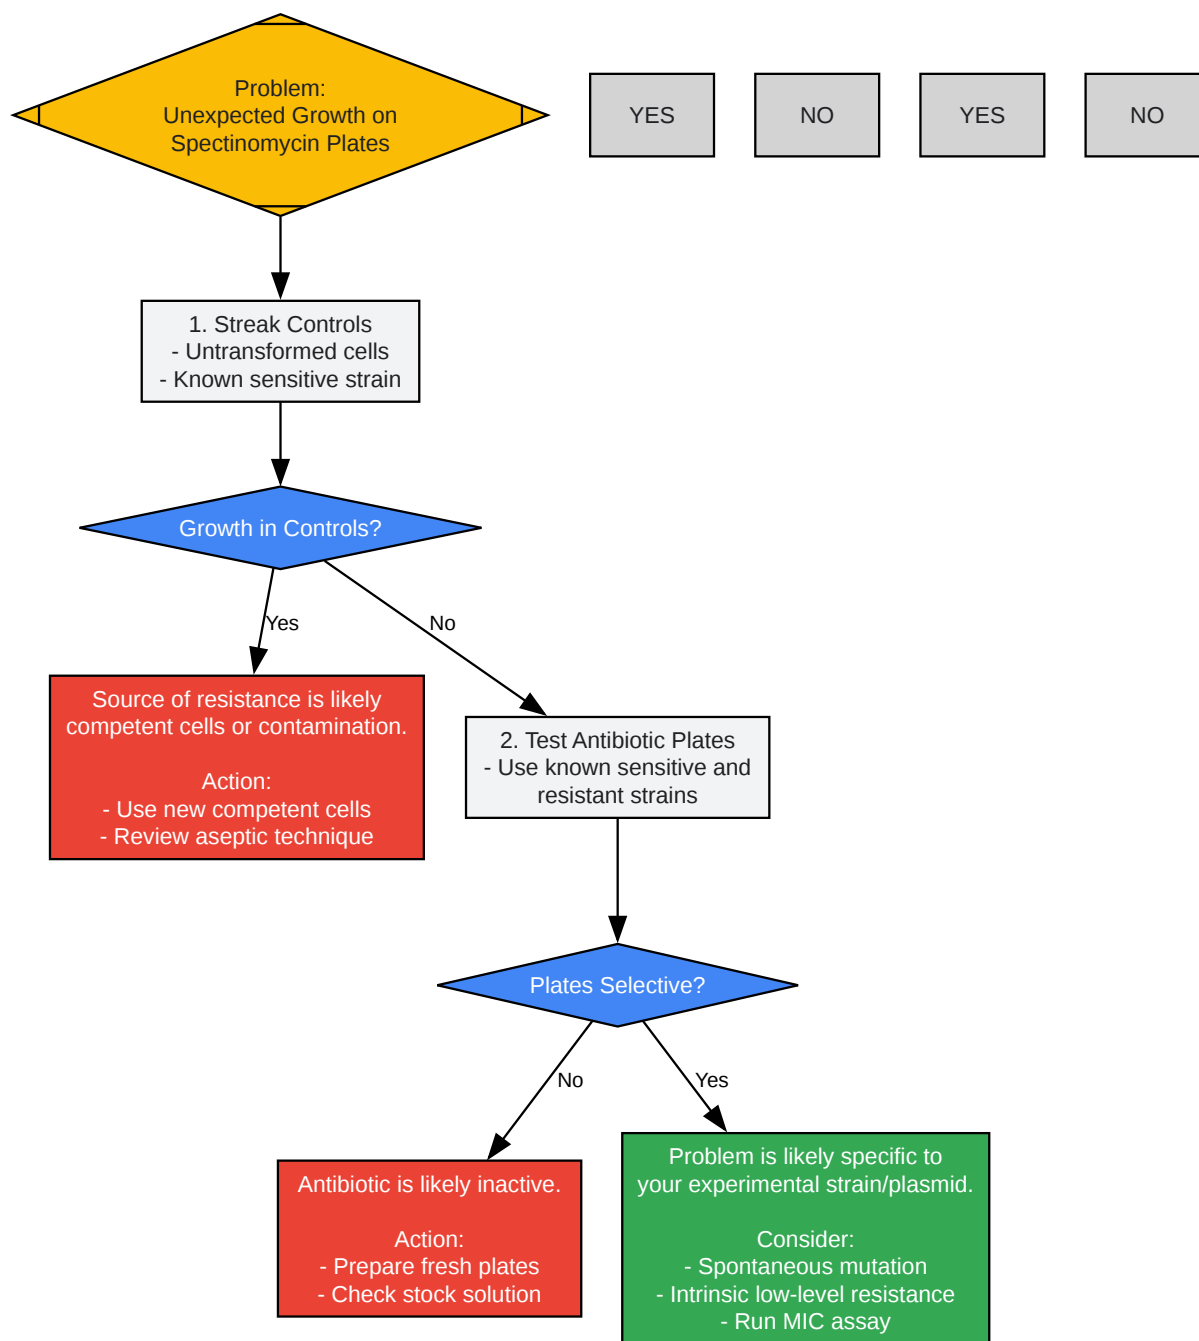 Problem:
Unexpected Growth on
Spectinomycin Plates
YES
NO
YES
NO
1. Streak Controls
- Untransformed cells
- Known sensitive strain
Growth in Controls?
Yes
No
Source of resistance is likely
competent cells or contamination.
Action:
- Use new competent cells
- Review aseptic technique
2. Test Antibiotic Plates
- Use known sensitive and
resistant strains
Plates Selective?
No
Yes
Antibiotic is likely inactive.
Action:
- Prepare fresh plates
- Check stock solution
Problem is likely specific to
your experimental strain/plasmid.
Consider:
- Spontaneous mutation
- Intrinsic low-level resistance
- Run MIC assay